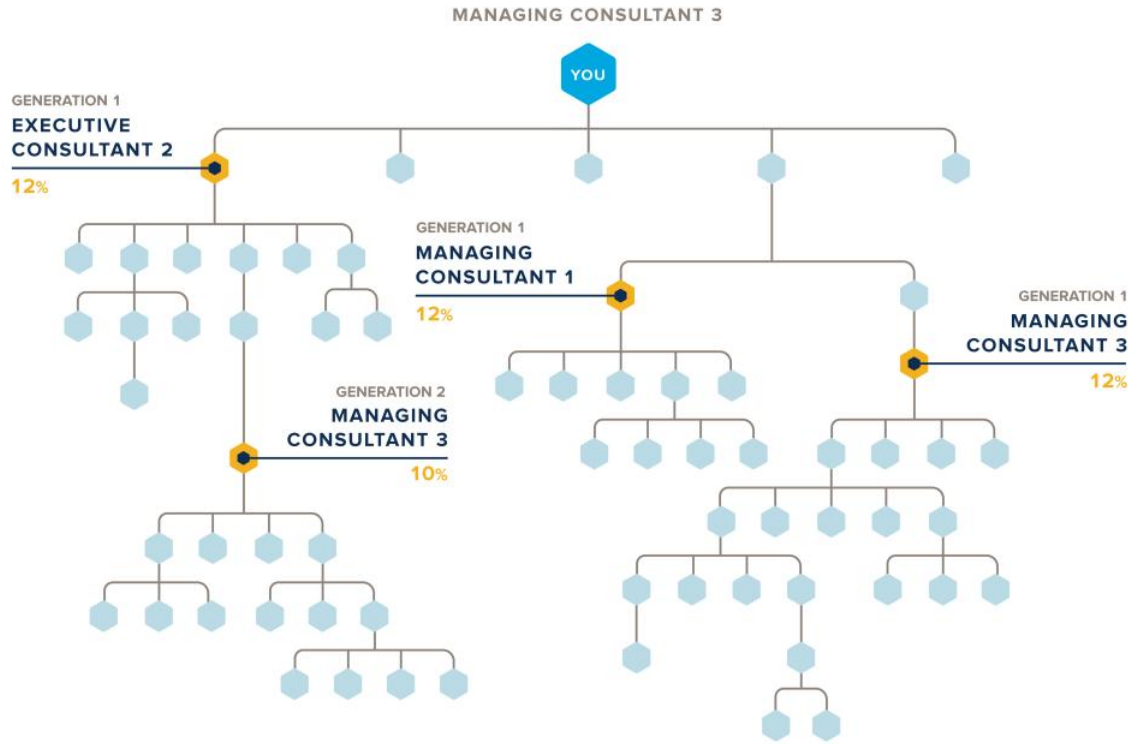 MANAGING CONSULTANT 3
YOU
GENERATION 1
EXECUTIVE
CONSULTANT 2
12%
GENERATION 1
MANAGING
CONSULTANT 1
12%
GENERATION 1
MANAGING
CONSULTANT 3
12%
GENERATION 2
MANAGING
CONSULTANT 3
10%